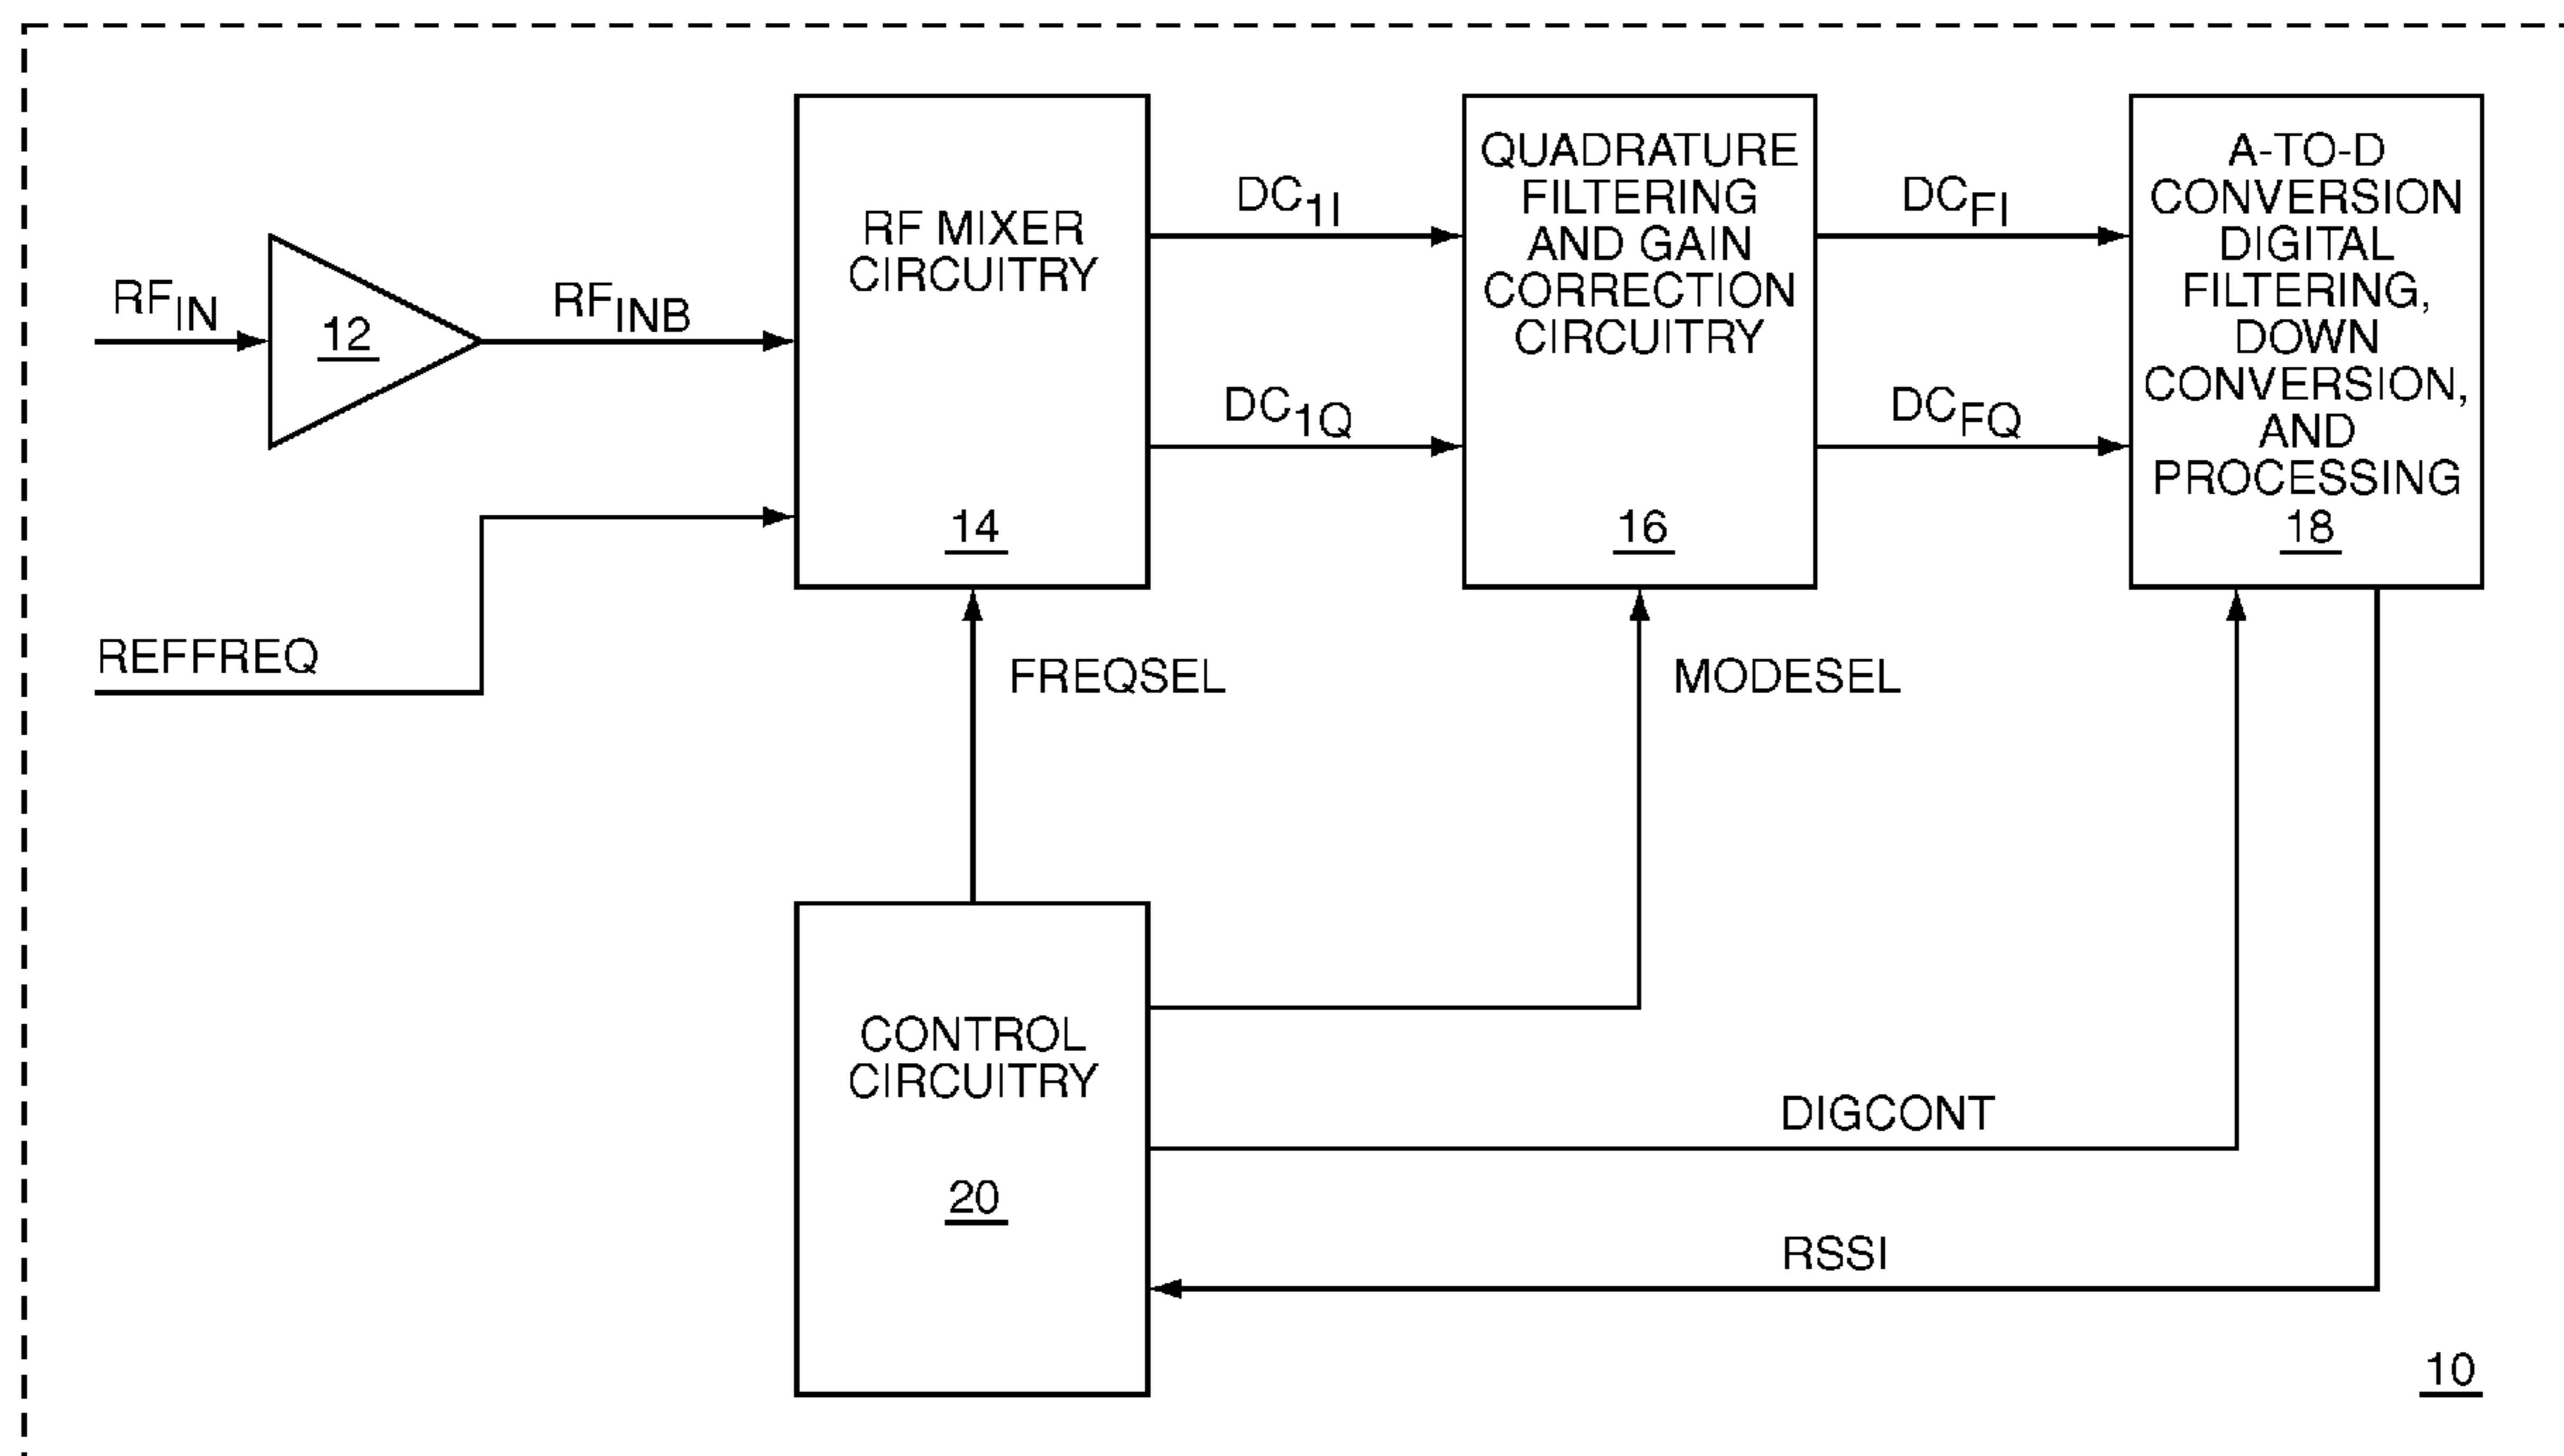 RFIN
12
RFINB
REFFREQ
RF MIXER
CIRCUITRY
14
DC1I
DC1Q
QUADRATURE
FILTERING
AND GAIN
CORRECTION
CIRCUITRY
16
DCFI
DCFQ
A-TO-D
CONVERSION
DIGITAL
FILTERING,
DOWN
CONVERSION,
AND
PROCESSING
18
FREQSEL
MODESEL
CONTROL
CIRCUITRY
20
DIGCONT
RSSI
10